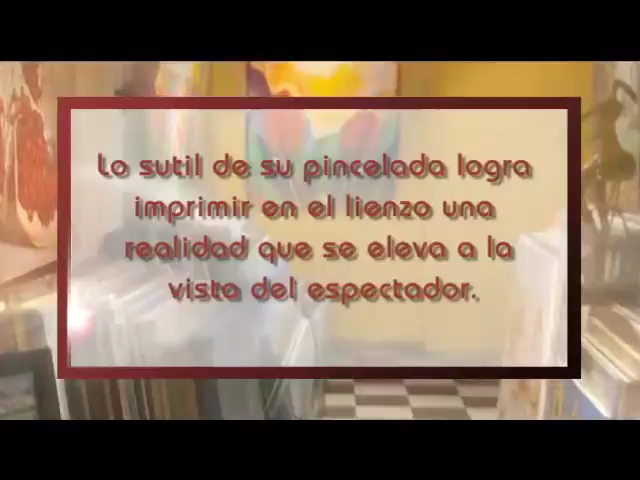 Lo sutil de su pincelada logra
imprimir en el lienzo una
realidad que se eleva a la
vista del espectador.